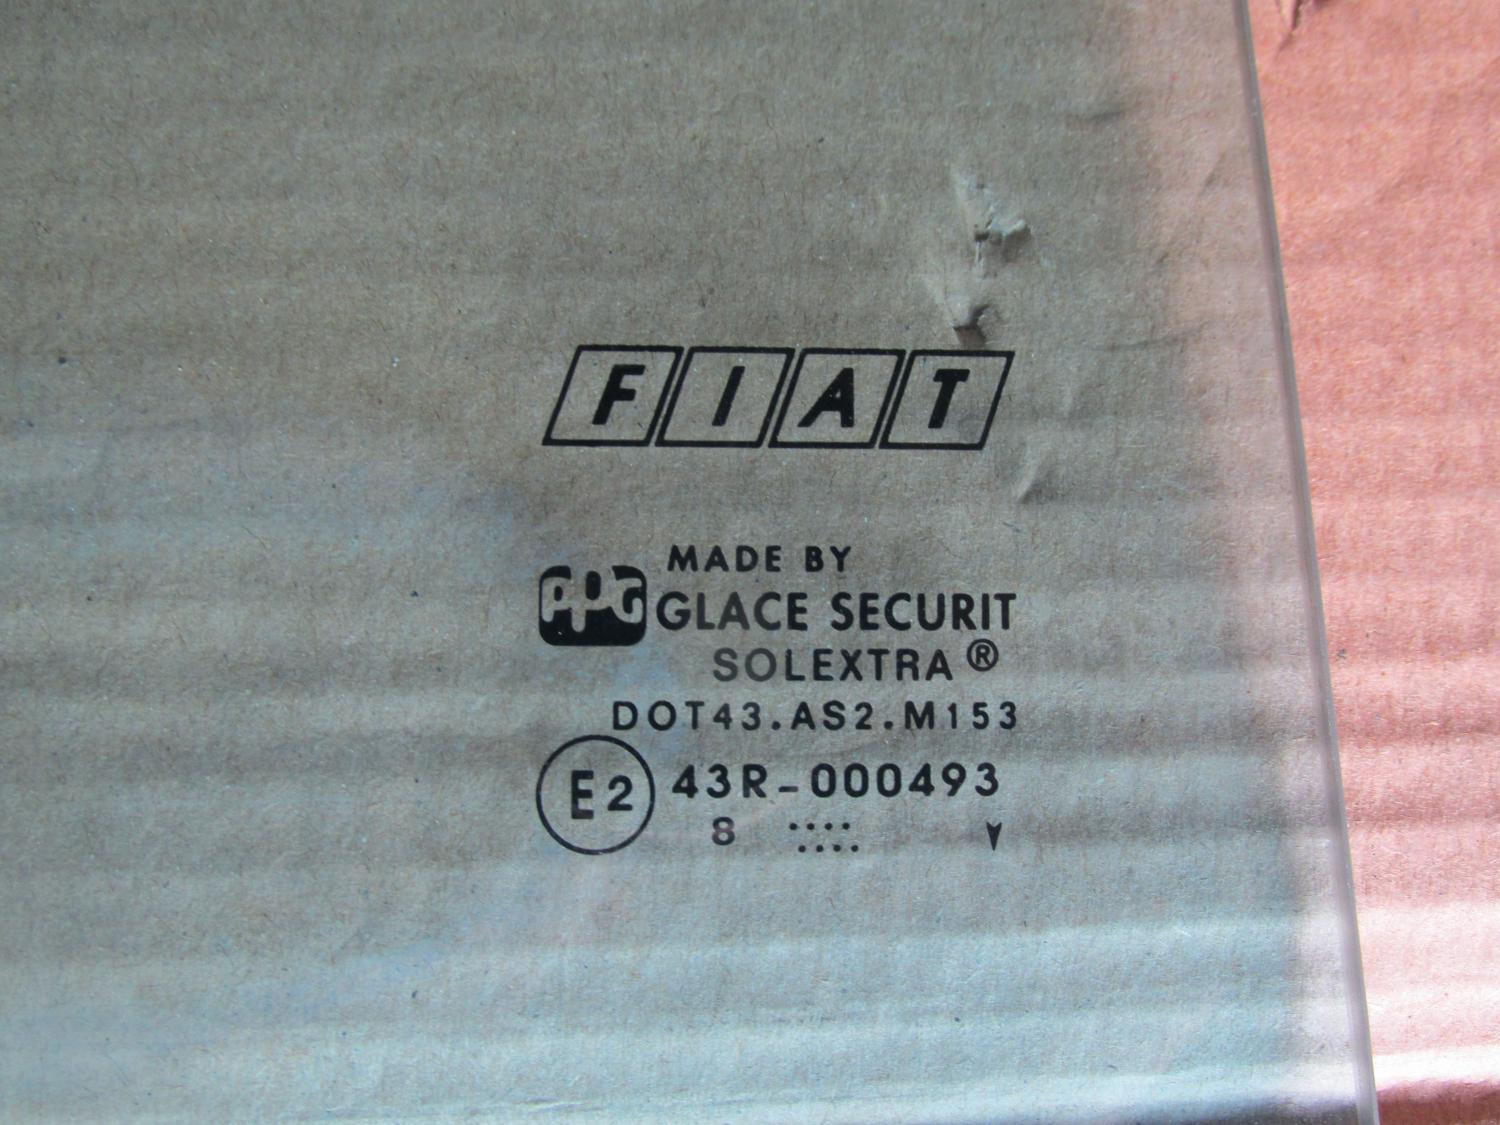 FIAT
MADE BY
PPG GLACE SECURIT
SOLEXTRA ®
DOT43.AS2.M153
E2 43R-000493
8